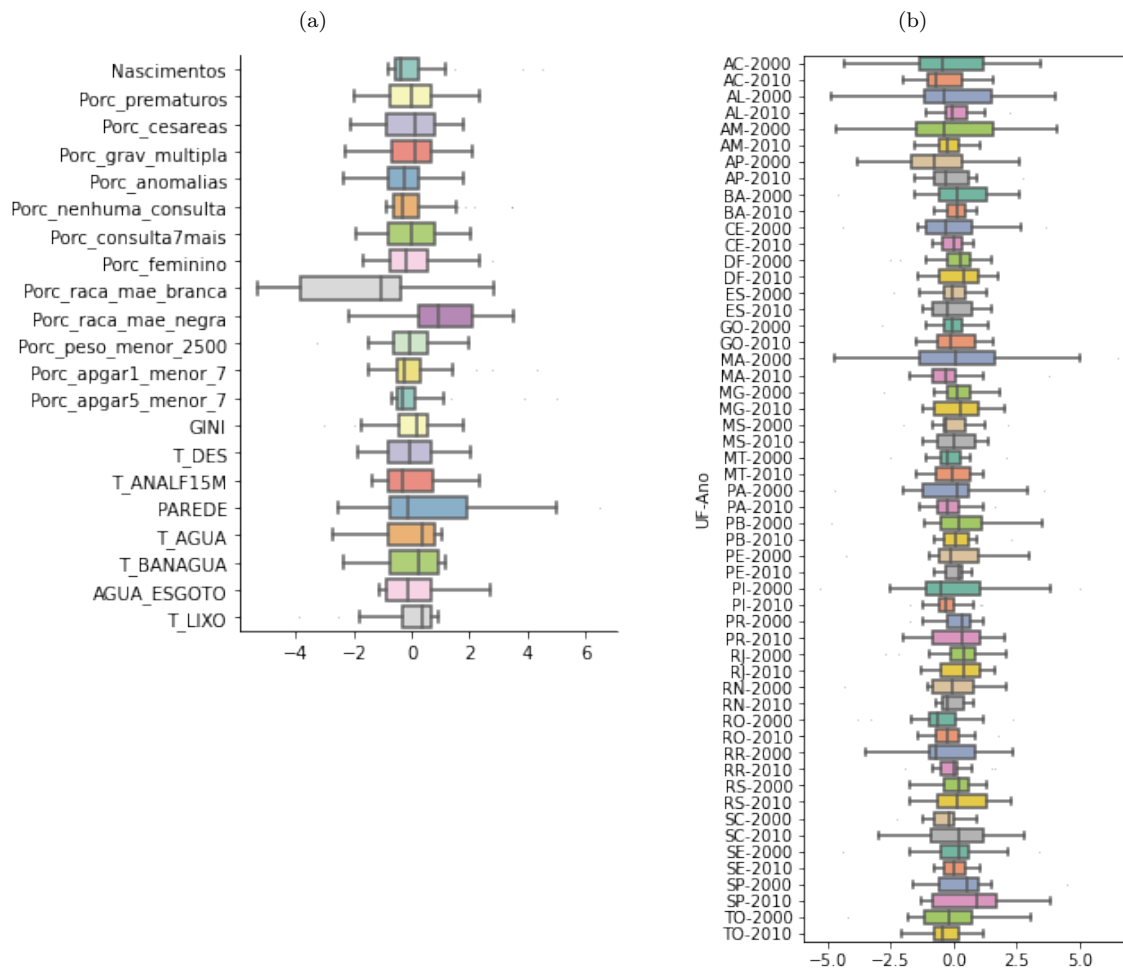 (a)
Nascimentos
Porc_prematuros
Porc_cesareas
Porc_grav_multipla
Porc_anomalias
Porc_nenhuma_consulta
Porc_consulta7mais
Porc_feminino
Porc_raca_mae_branca
Porc_raca_mae_negra
Porc_peso_menor_2500
Porc_apgar1_menor_7
Porc_apgar5_menor_7
GINI
T_DES
T_ANALF15M
PAREDE
T_AGUA
T_BANAGUA
AGUA_ESGOTO
T_LIXO
−4 −2 0 2 4 6
(b)
UF-Ano
AC-2000
AC-2010
AL-2000
AL-2010
AM-2000
AM-2010
AP-2000
AP-2010
BA-2000
BA-2010
CE-2000
CE-2010
DF-2000
DF-2010
ES-2000
ES-2010
GO-2000
GO-2010
MA-2000
MA-2010
MG-2000
MG-2010
MS-2000
MS-2010
MT-2000
MT-2010
PA-2000
PA-2010
PB-2000
PB-2010
PE-2000
PE-2010
PI-2000
PI-2010
PR-2000
PR-2010
RJ-2000
RJ-2010
RN-2000
RN-2010
RO-2000
RO-2010
RR-2000
RR-2010
RS-2000
RS-2010
SC-2000
SC-2010
SE-2000
SE-2010
SP-2000
SP-2010
TO-2000
TO-2010
−5.0 −2.5 0.0 2.5 5.0